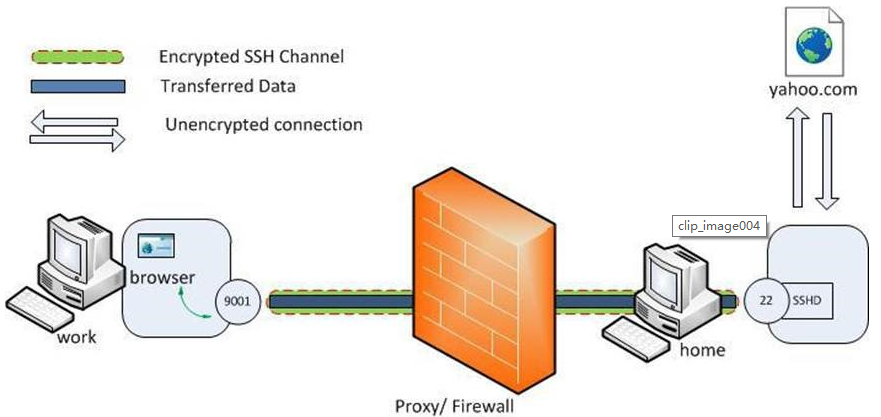 Encrypted SSH Channel
Transferred Data
Unencrypted connection
yahoo.com
clip_image004
browser
9001
22
SSHD
work
home
Proxy/ Firewall